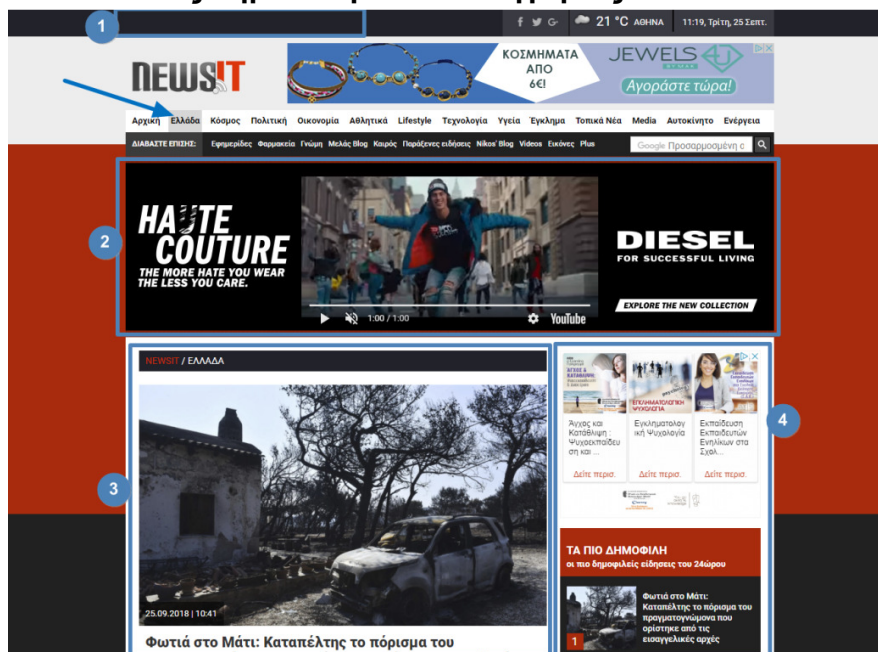 1
21 °C ΑΘΗΝΑ 11:19, Τρίτη, 25 Σεπτ.
NEWSIT
ΚΟΣΜΗΜΑΤΑ
ΑΠΟ
6€!
JEWELS
Αγοράστε τώρα!
Αρχική Ελλάδα Κόσμος Πολιτική Οικονομία Αθλητικά Lifestyle Τεχνολογία Υγεία Έγκλημα Τοπικά Νέα Media Αυτοκίνητο Ενέργεια
ΔΙΑΒΑΣΤΕ ΕΠΙΣΗΣ: Εφημερίδες Φαρμακεία Γνώμη Μελάς Blog Καιρός Παράξενες ειδήσεις Nikos' Blog Videos Εικόνες Plus Google Προσαρμοσμένη α
2
HAUTE
COUTURE
THE MORE HATE YOU WEAR
THE LESS YOU CARE.
1:00 / 1:00 YouTube
DIESEL
FOR SUCCESSFUL LIVING
EXPLORE THE NEW COLLECTION
3
NEWSIT / ΕΛΛΑΔΑ
25.09.2018 | 10:41
Φωτιά στο Μάτι: Καταπέλτης το πόρισμα του
4
ΑΓΧΟΣ &
ΚΑΤΑΘΛΙΨΗ
ΕΓΚΛΗΜΑΤΟΛΟΓΙΚΗ
ΨΥΧΟΛΟΓΙΑ
Άγχος και
Κατάθλιψη :
Ψυχοεκπαίδευ
ση και ...
Δείτε περισ.
Εγκληματολογ
ική Ψυχολογία
Δείτε περισ.
Εκπαίδευση
Εκπαιδευτών
Ενηλίκων στα
Σχολ...
Δείτε περισ.
ΤΑ ΠΙΟ ΔΗΜΟΦΙΛΗ
οι πιο δημοφιλείς είδησεις του 24ώρου
1
Φωτιά στο Μάτι:
Καταπέλτης το πόρισμα του
πραγματογνώμονα που
ορίστηκε από τις
εισαγγελικές αρχές